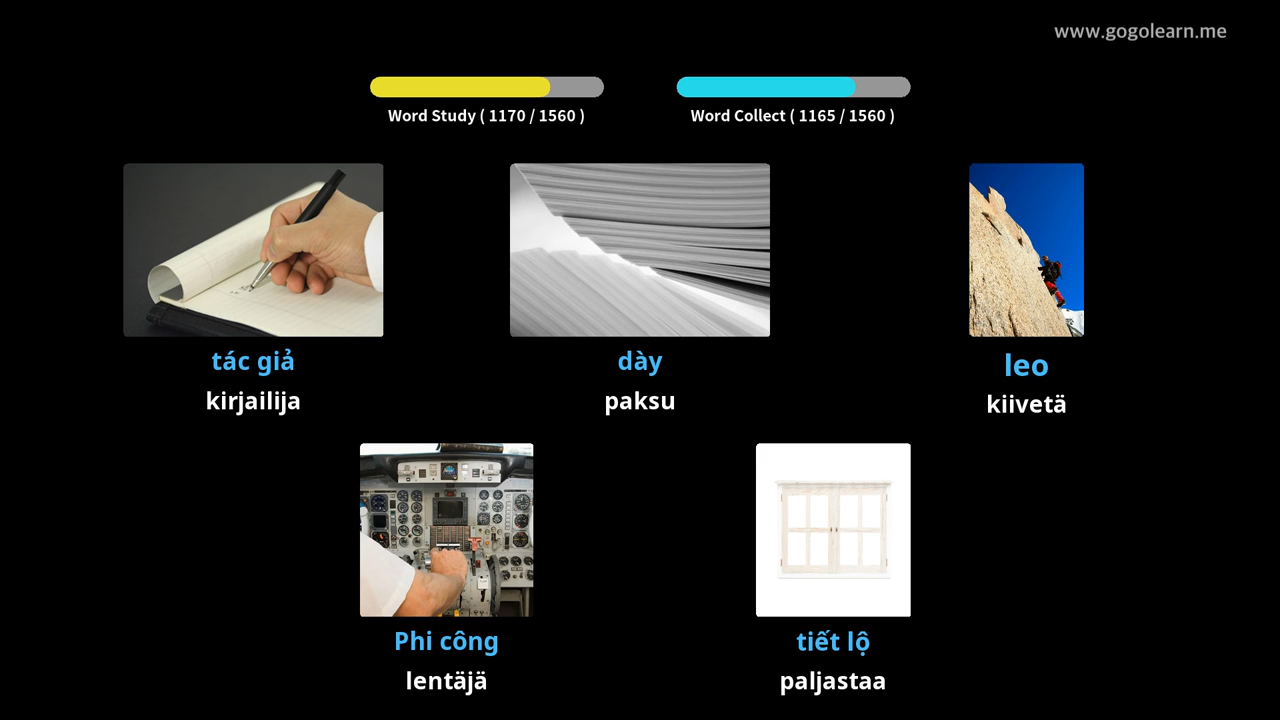 www.gogolearn.me
Word Study ( 1170 / 1560 )
Word Collect ( 1165 / 1560 )
tác giả
kirjailija
dày
paksu
leo
kiivetä
Phi công
lentäjä
tiết lộ
paljastaa